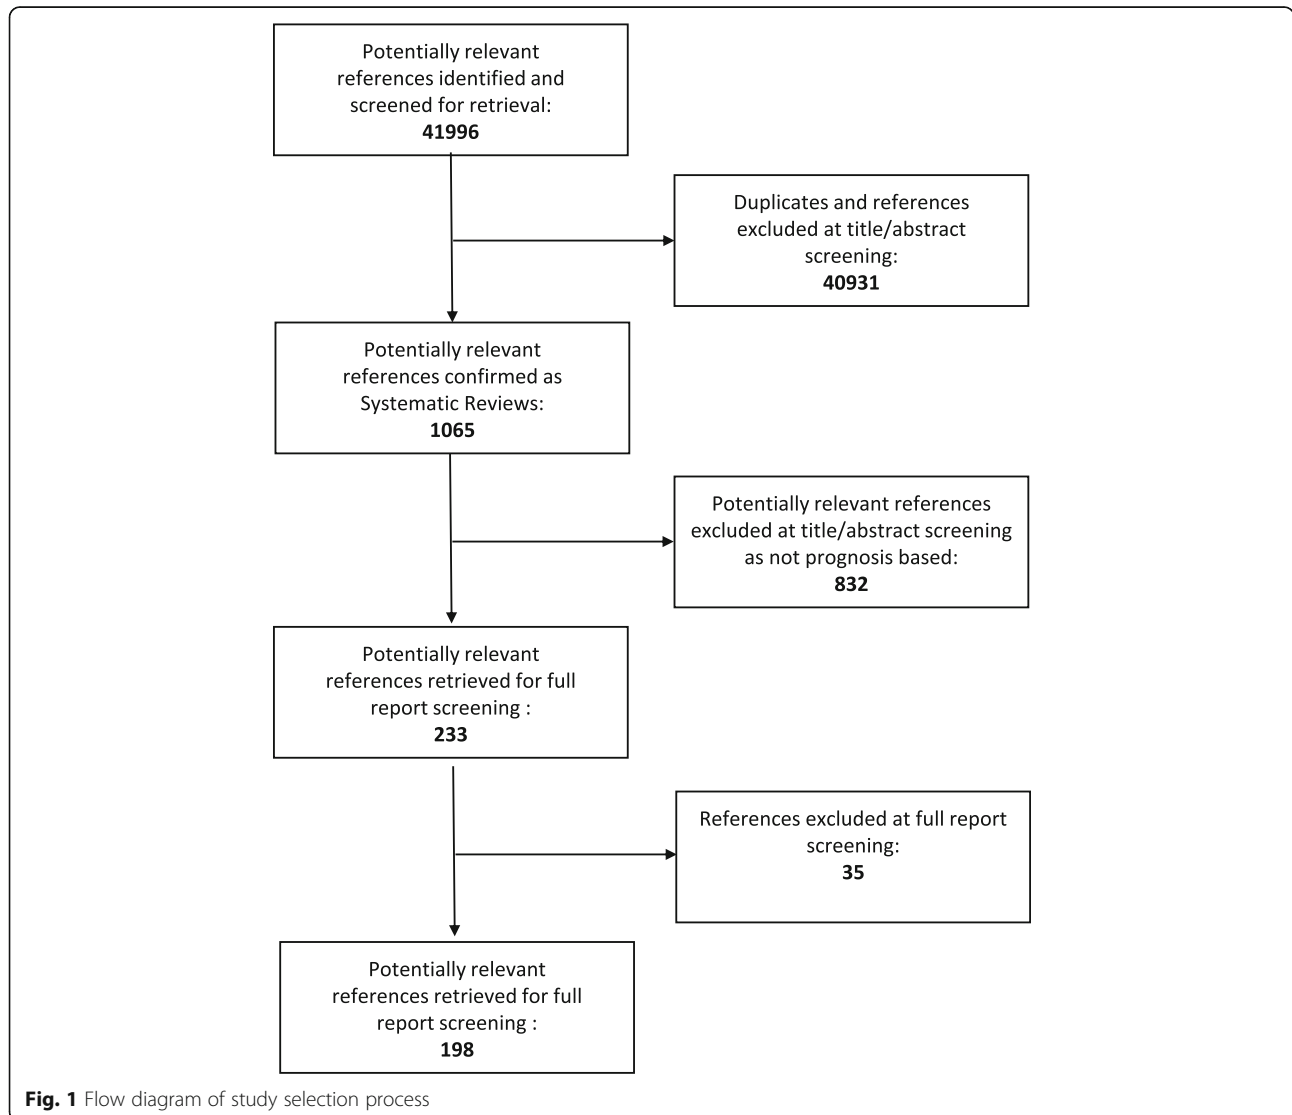 Potentially relevant
references identified and
screened for retrieval:
41996
Duplicates and references
excluded at title/abstract
screening:
40931
Potentially relevant
references confirmed as
Systematic Reviews:
1065
Potentially relevant references
excluded at title/abstract screening
as not prognosis based:
832
Potentially relevant
references retrieved for full
report screening :
233
References excluded at full report
screening:
35
Potentially relevant
references retrieved for full
report screening :
198
Fig. 1 Flow diagram of study selection process